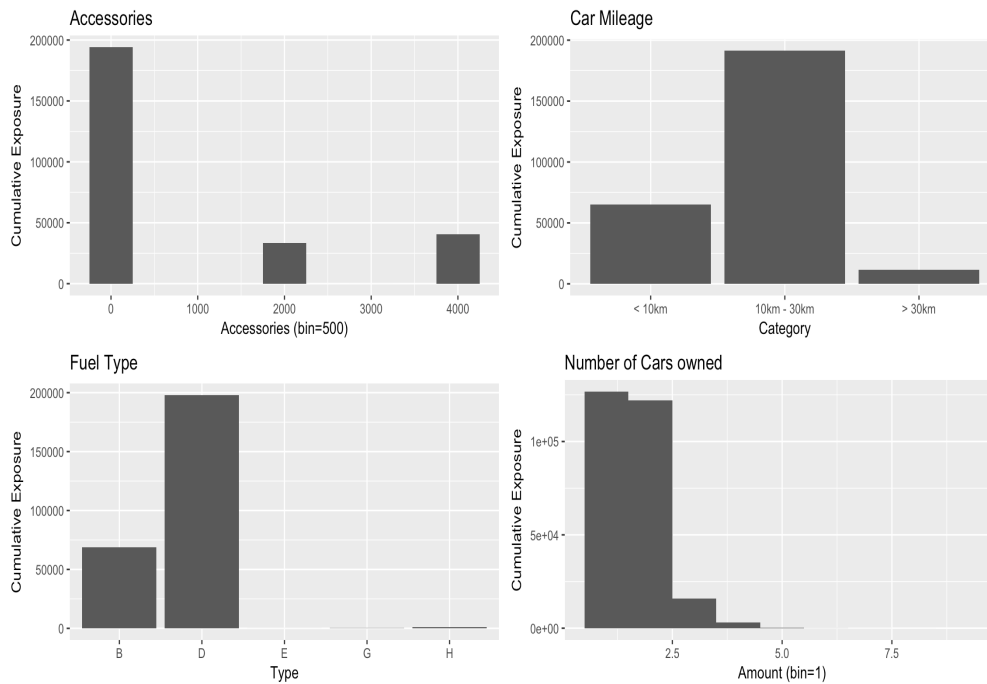 Accessories
Cumulative Exposure
200000
150000
100000
50000
0
0 1000 2000 3000 4000
Accessories (bin=500)
Car Mileage
Cumulative Exposure
200000
150000
100000
50000
0
< 10km 10km - 30km > 30km
Category
Fuel Type
Cumulative Exposure
200000
150000
100000
50000
0
B D E G H
Type
Number of Cars owned
Cumulative Exposure
1e+05
5e+04
0e+00
2.5 5.0 7.5
Amount (bin=1)